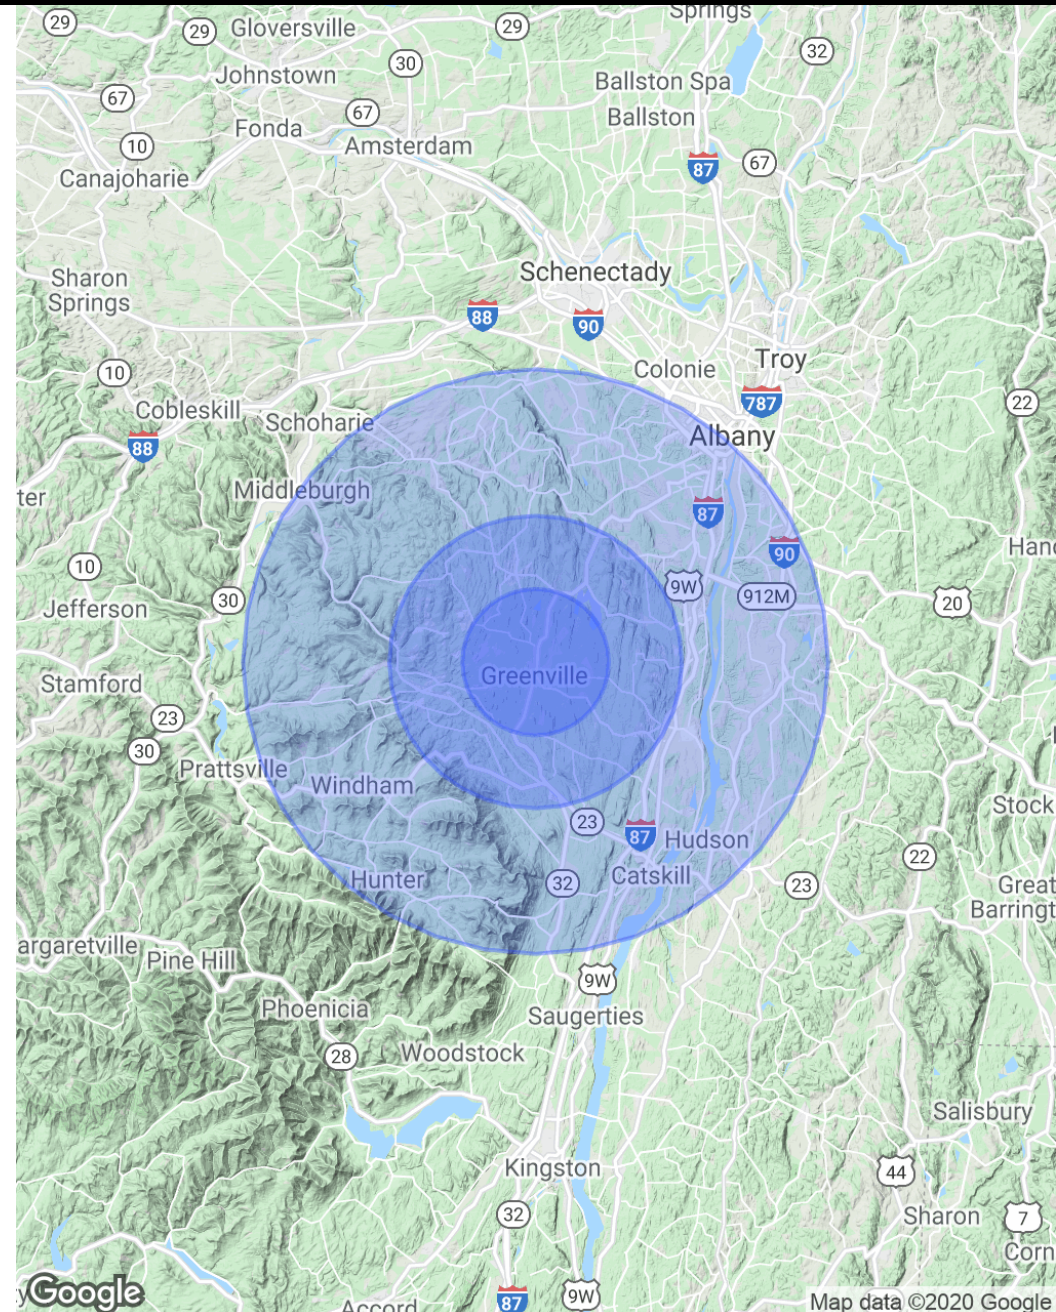 Springs
29
29
Gloversville
29
32
30
Johnstown
Ballston Spa
67
67
Ballston
Fonda
10
Amsterdam
67
87
Canajoharie
Schenectady
Sharon
Springs
88
90
Troy
Colonie
10
787
22
Cobleskill
Schoharie
Albany
88
Middleburgh
ter
87
Hand
90
10
9W
912M
Jefferson
30
20
Greenville
Stamford
23
30
Prattsville
Windham
Stock
23
87
Hudson
22
Hunter
32
Catskill
23
Great
Barringt
argaretville
Pine Hill
9W
Phoenicia
Saugerties
28
Woodstock
Salisbury
Kingston
44
32
Sharon
7
Corn
Google
87
9W
Accord
Map data ©2020 Google